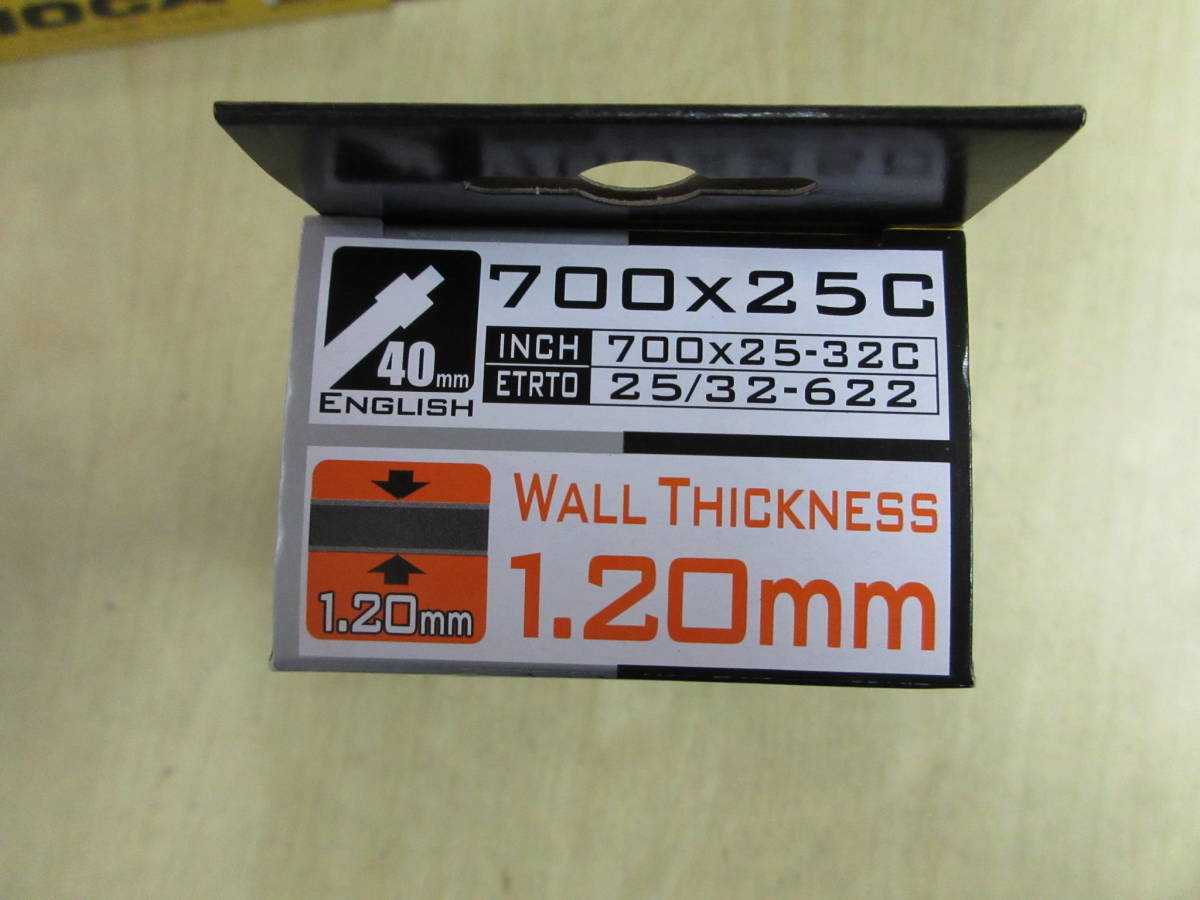 700x25C
INCH 700x25-32C
ETRTO 25/32-622
40mm
ENGLISH
WALL THICKNESS
1.20mm
1.20mm